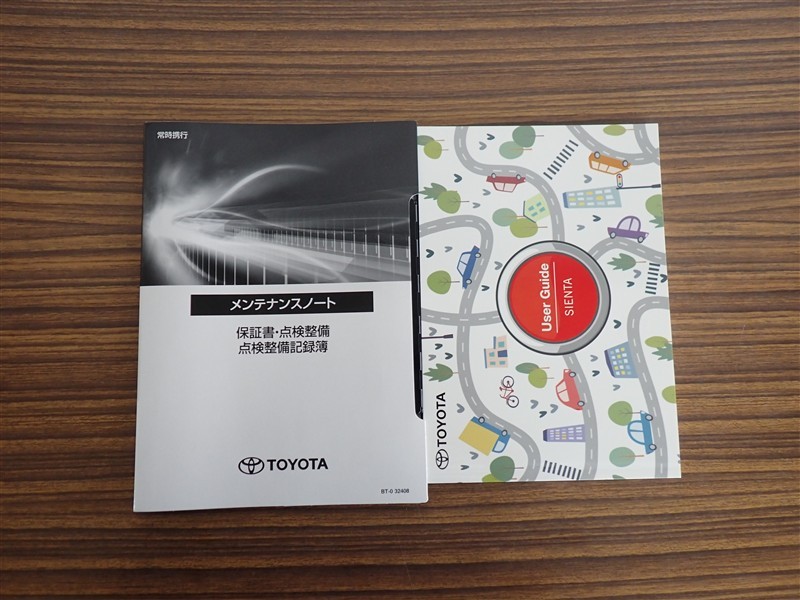 常時携行
メンテナンスノート
保証書・点検整備
点検整備記録簿
TOYOTA
BT-0 32408
User Guide
SIENTA
TOYOTA